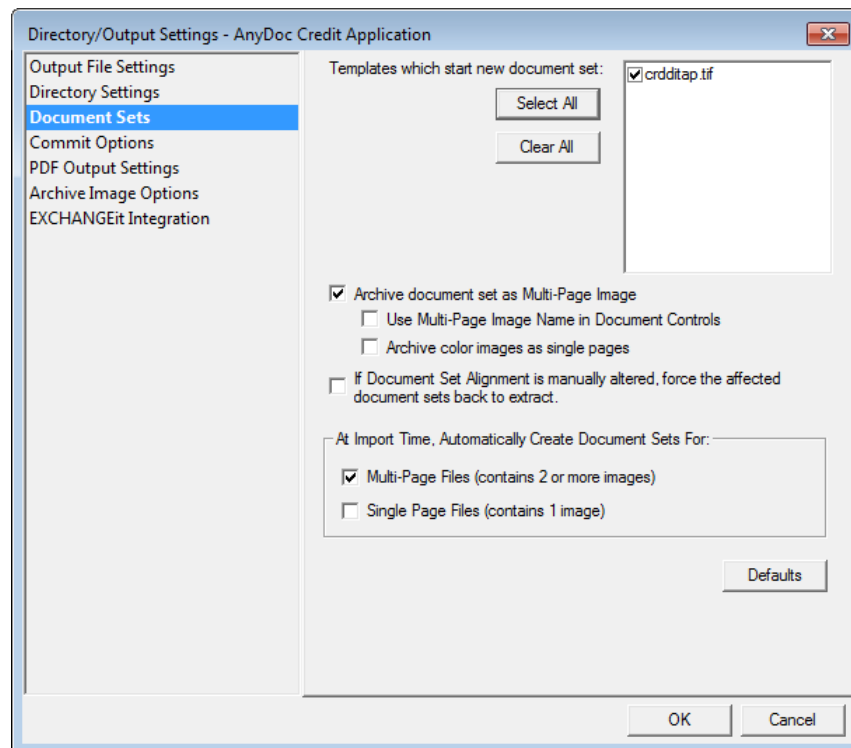 Directory/Output Settings - AnyDoc Credit Application
Output File Settings
Directory Settings
Document Sets
Commit Options
PDF Output Settings
Archive Image Options
EXCHANGEit Integration
Templates which start new document set:
Select All
Clear All
crdditap.tif
Archive document set as Multi-Page Image
Use Multi-Page Image Name in Document Controls
Archive color images as single pages
If Document Set Alignment is manually altered, force the affected
document sets back to extract.
At Import Time, Automatically Create Document Sets For:
Multi-Page Files (contains 2 or more images)
Single Page Files (contains 1 image)
Defaults
OK
Cancel